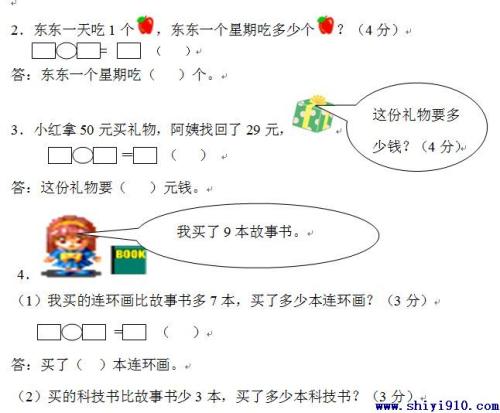 （ ）
2．东东一天吃 1 个，东东一个星期吃多少个？（4 分）
= （ ）
答：东东一个星期吃（ ）个。
这份礼物要多
少钱？（4 分）
3．小红拿 50 元买礼物，阿姨找回了 29 元，
= （ ）
答：这份礼物要（ ）元钱。
我买了 9 本故事书。
BOOK
4．
（1）我买的连环画比故事书多 7 本，买了多少本连环画？（3 分）
= （ ）
答：买了（ ）本连环画。
（2）买的科技书比故事书少 3 本，买了多少本科技书？（3 分）
www.shiyi910.com